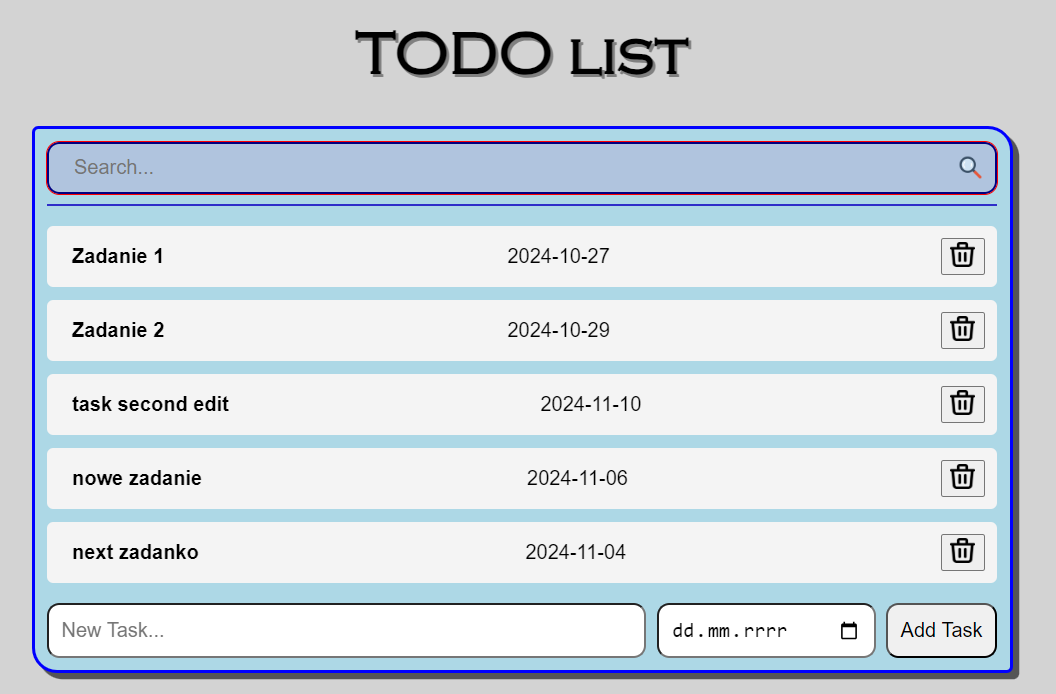 TODO LIST
Search...
Zadanie 1 2024-10-27
Zadanie 2 2024-10-29
task second edit 2024-11-10
nowe zadanie 2024-11-06
next zadanko 2024-11-04
New Task... dd.mm.rrrr Add Task